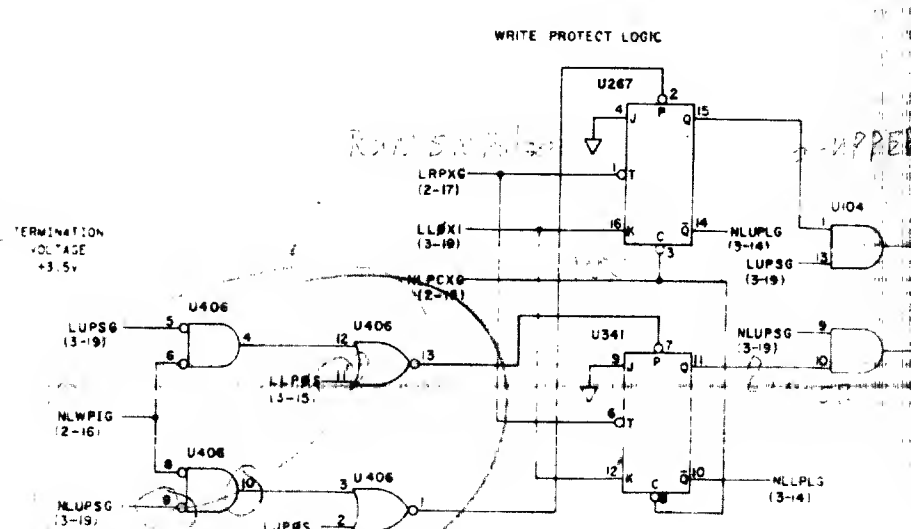 WRITE PROTECT LOGIC
U267
2
4 J P Q 15
LRPXG
(2-17)
1 T
LLØX1
(3-19)
16 K C Q̅ 14
3
NLUPLG
(3-14)
U104
1
LUPSG
(3-19)
13
NLPCXG
TERMINATION
VOLTAGE
+3.5v
U406
LUPSG
(3-19)
5
6
4
U406
12
11
13
(3-15)
U341
7
9 J P Q 11
6 T
12 K C Q̅ 10
8
NLUPSG
(3-19)
9
10
NLWPIG
(2-16)
NLLPLG
(3-14)
U406
8
9
10
NLUPSG
(3-19)
U406
3
2
1
LUPØS